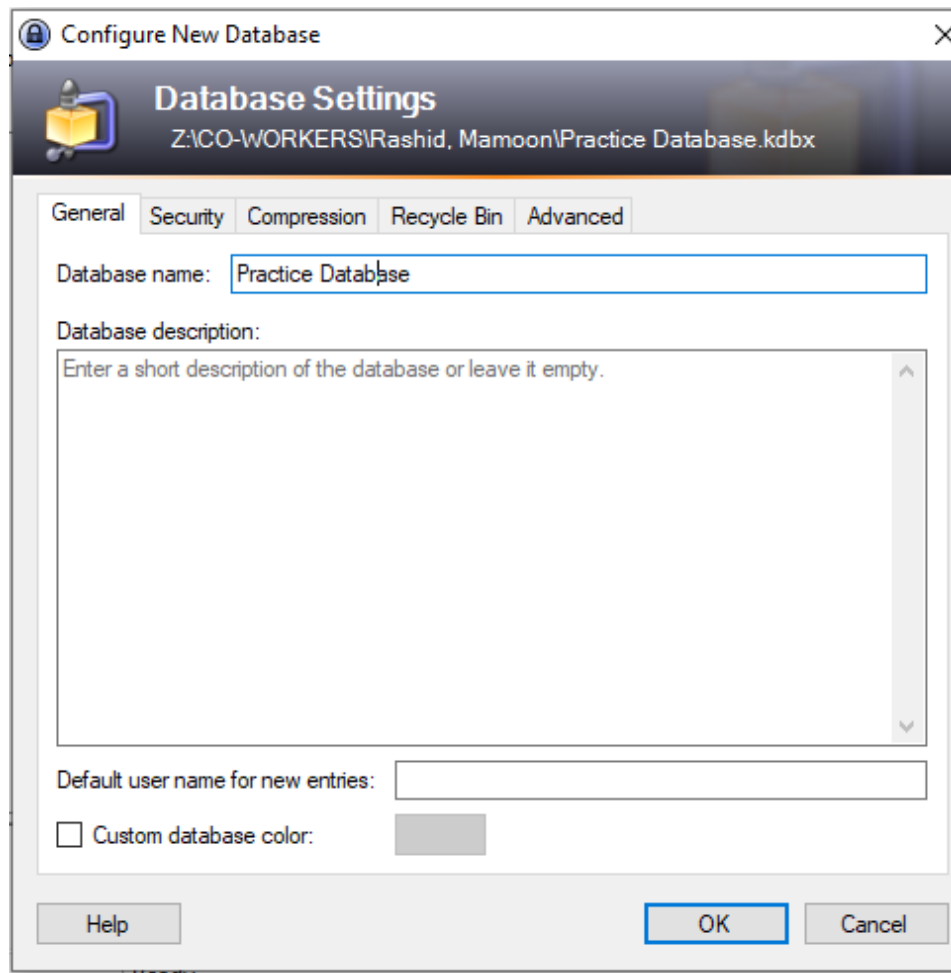 Configure New Database
Database Settings
Z:\CO-WORKERS\Rashid, Mamoon\Practice Database.kdbx
General Security Compression Recycle Bin Advanced
Database name: Practice Database
Database description:
Enter a short description of the database or leave it empty.
Default user name for new entries:
Custom database color:
Help OK Cancel